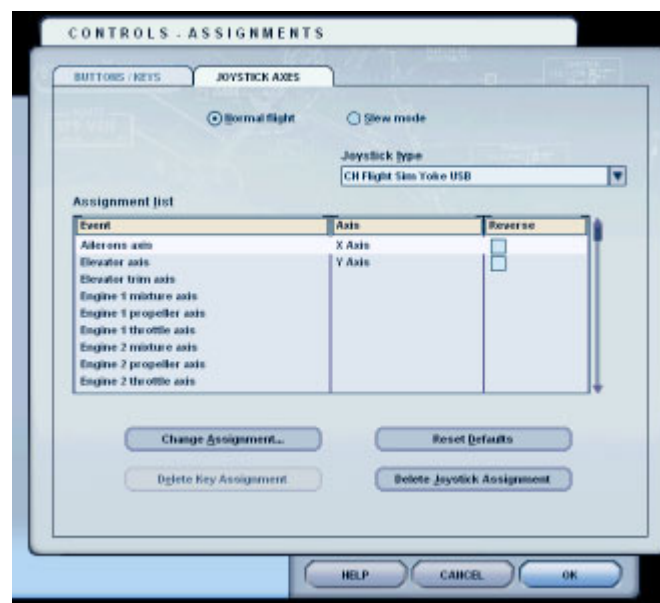 CONTROLS - ASSIGNMENTS
BUTTONS / KEYS JOYSTICK AXES
Normal flight Slew mode
Joystick type
CH Flight Sim Yoke USB
Assignment list
Event Axis Reverse
Ailerons axis X Axis
Elevator axis Y Axis
Elevator trim axis
Engine 1 mixture axis
Engine 1 propeller axis
Engine 1 throttle axis
Engine 2 mixture axis
Engine 2 propeller axis
Engine 2 throttle axis
Change Assignment... Reset Defaults
Delete Key Assignment Delete Joystick Assignment
HELP CANCEL OK